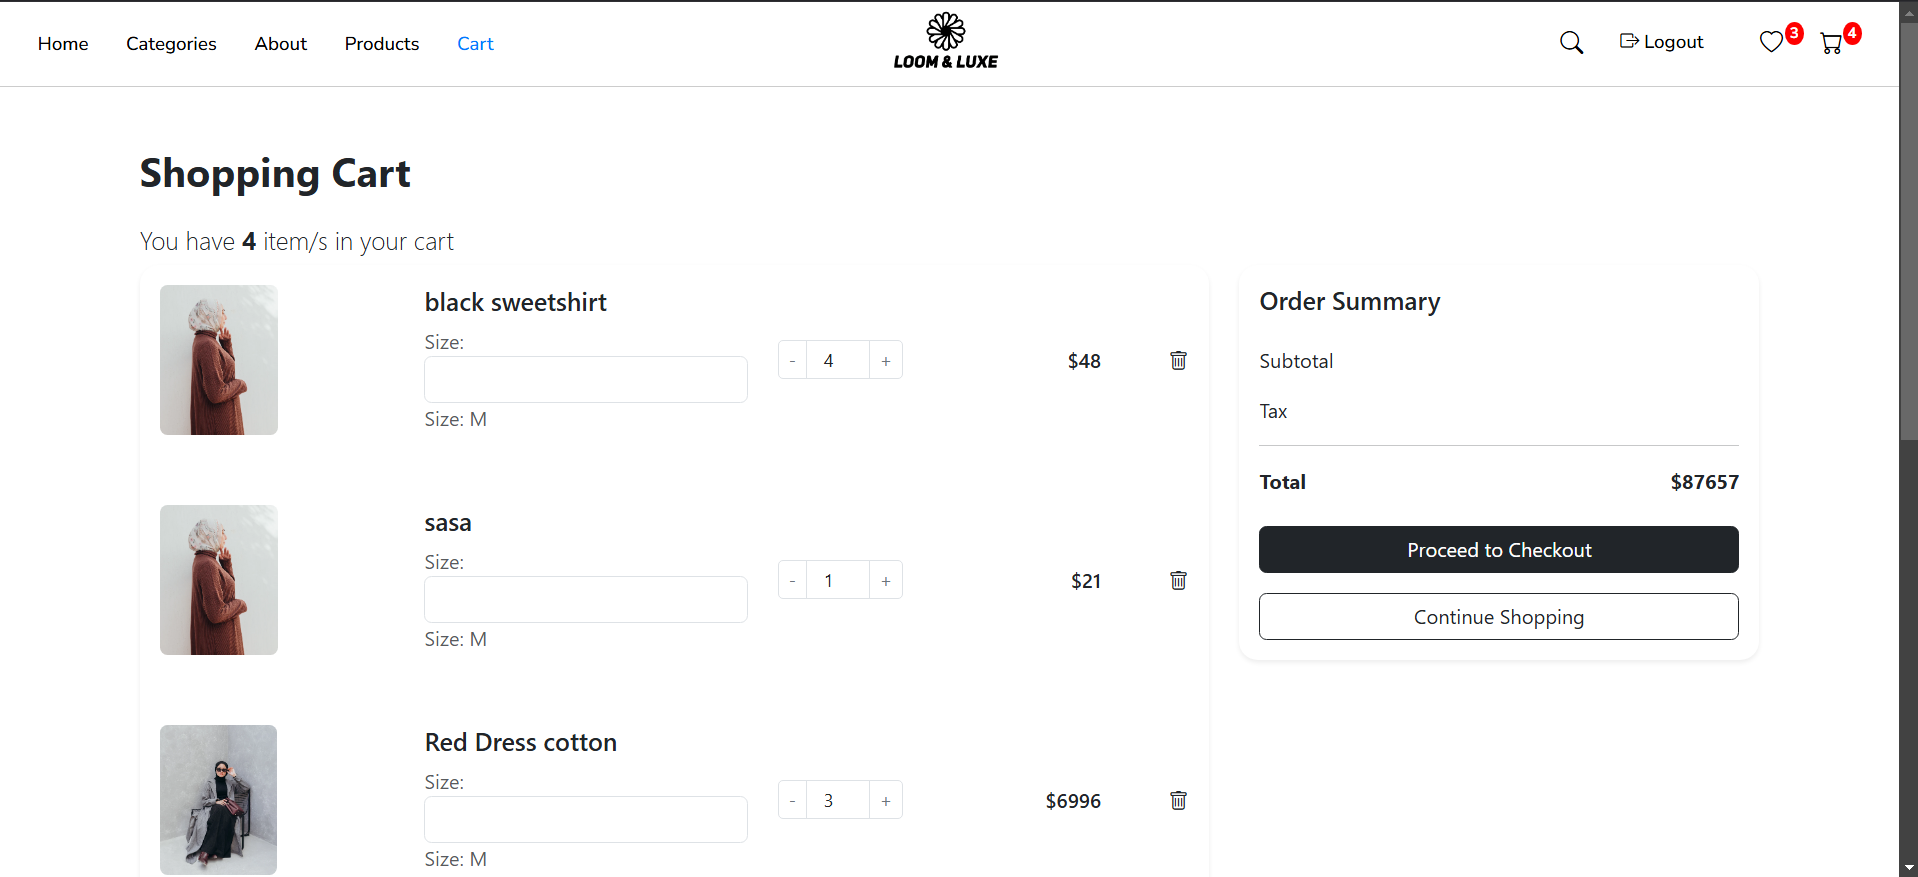 Home
Categories
About
Products
Cart
LOOM & LUXE
Logout
3
4
Shopping Cart
You have 4 item/s in your cart
black sweetshirt
Size:
- 4 +
$48
Size: M
sasa
Size:
- 1 +
$21
Size: M
Red Dress cotton
Size:
- 3 +
$6996
Size: M
Order Summary
Subtotal
Tax
Total $87657
Proceed to Checkout
Continue Shopping